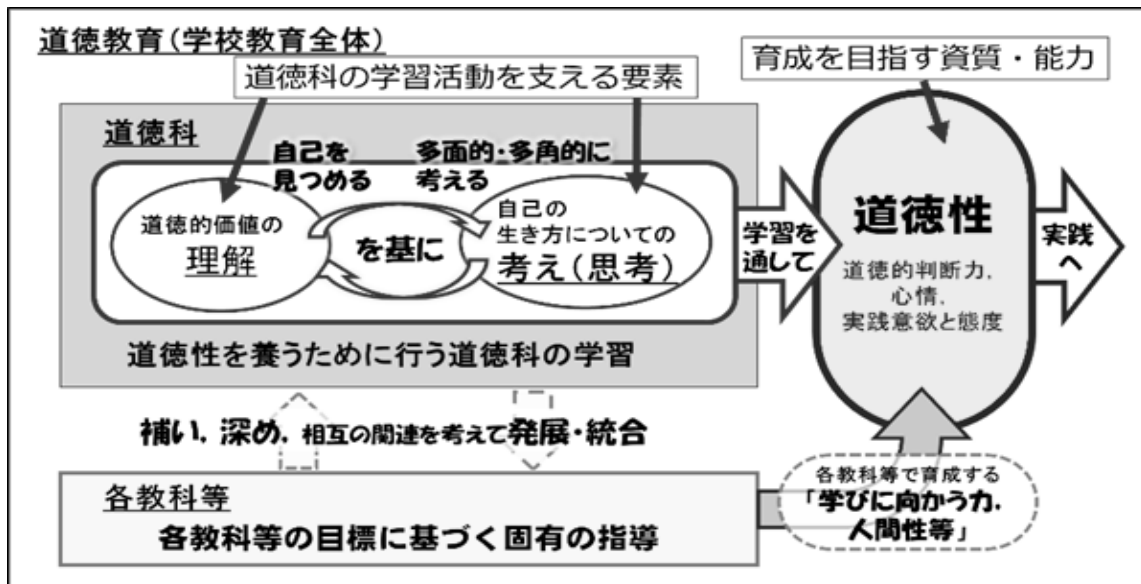 道徳教育(学校教育全体)
道徳科の学習活動を支える要素
育成を目指す資質・能力
道徳科
自己を
見つめる
多面的・多角的に
考える
道徳的価値の
理解
を基に
自己の
生き方についての
考え(思考)
道徳性を養うために行う道徳科の学習
学習を
通して
道徳性
道徳的判断力,
心情,
実践意欲と態度
実践
へ
補い,深め,相互の関連を考えて発展・統合
各教科等
各教科等の目標に基づく固有の指導
各教科等で育成する
「学びに向かう力,
人間性等」